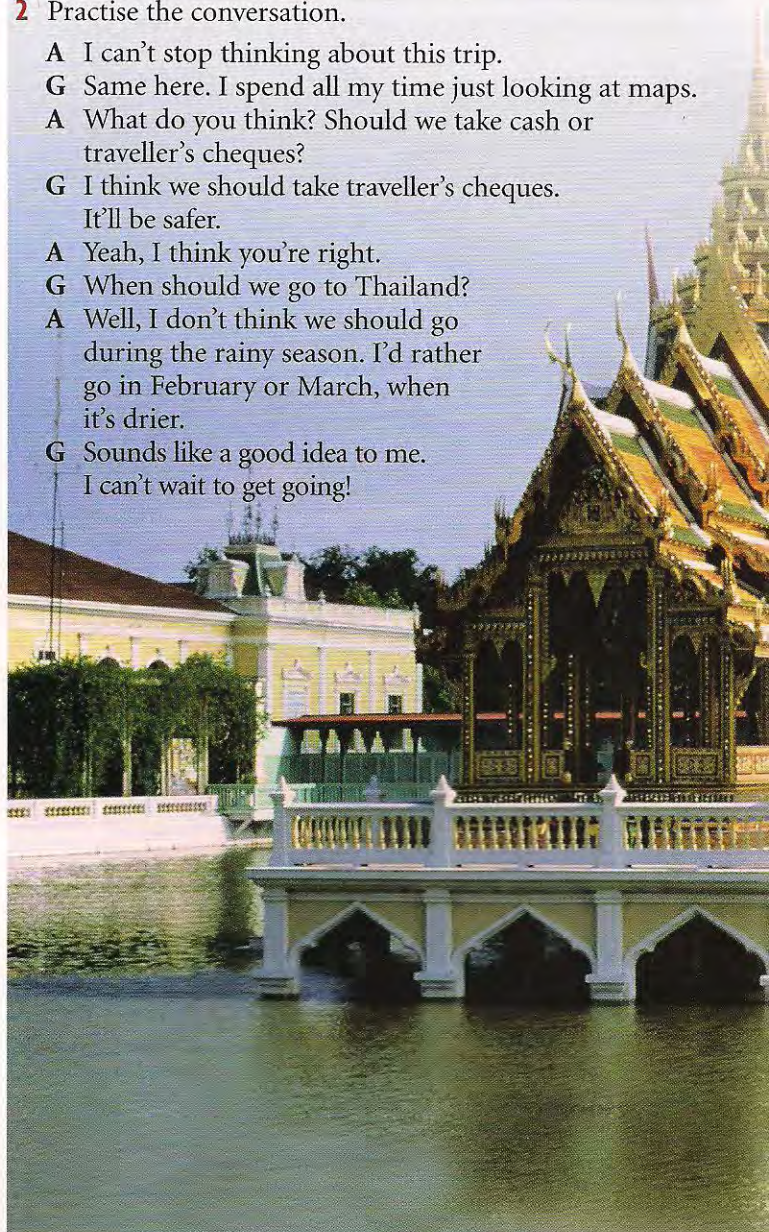 2 Practise the conversation.
A I can't stop thinking about this trip.
G Same here. I spend all my time just looking at maps.
A What do you think? Should we take cash or
traveller's cheques?
G I think we should take traveller's cheques.
It'll be safer.
A Yeah, I think you're right.
G When should we go to Thailand?
A Well, I don't think we should go
during the rainy season. I'd rather
go in February or March, when
it's drier.
G Sounds like a good idea to me.
I can't wait to get going!